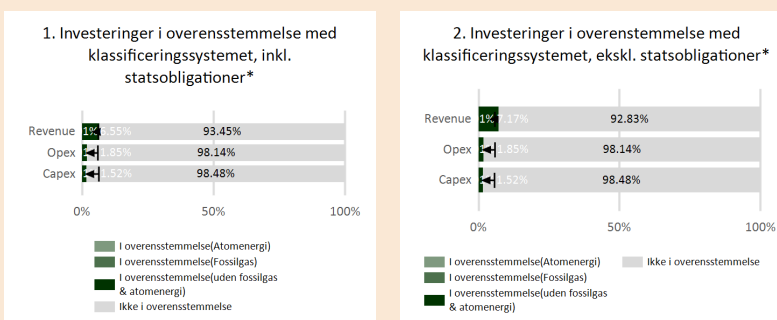 1. Investeringer i overensstemmelse med
klassificeringssystemet, inkl.
statsobligationer*
Revenue 1% 6.55% 93.45%
Opex 1.85% 98.14%
Capex 1.52% 98.48%
0% 50% 100%
I overensstemmelse(Atomenergi)
I overensstemmelse(Fossilgas)
I overensstemmelse(uden fossilgas
& atomenergi)
Ikke i overensstemmelse
2. Investeringer i overenstemmelse med
klassificeringssystemet, ekskl. statsobligationer*
Revenue 1% 7.17% 92.83%
Opex 1.85% 98.14%
Capex 1.52% 98.48%
0% 50% 100%
I overensstemmelse(Atomenergi) Ikke i overensstemmelse
I overensstemmelse(Fossilgas)
I overensstemmelse(uden fossilgas
& atomenergi)